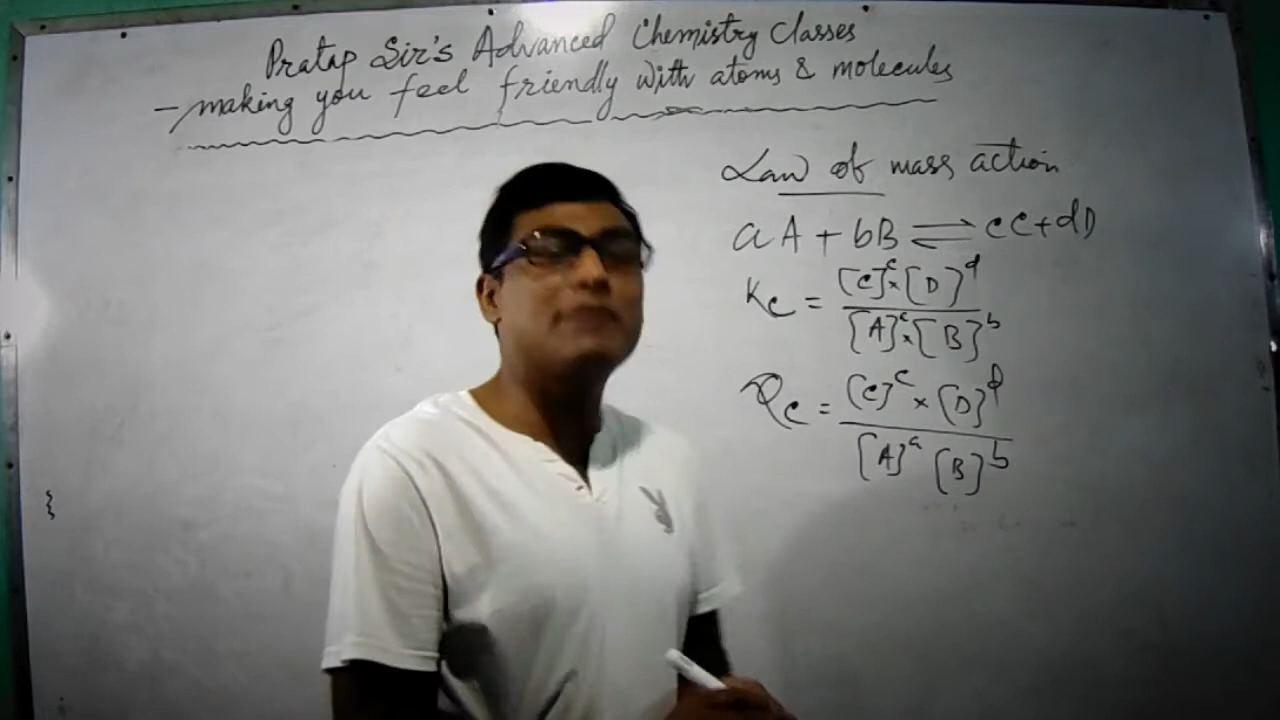 Pratap Sir's Advanced Chemistry Classes
- making you feel friendly with atoms & molecules
Law of mass action
aA + bB ⇌ cC + dD
Kc = [C]^c × [D]^d / [A]^a × [B]^b
Qc = [C]^c × [D]^d / [A]^a [B]^b